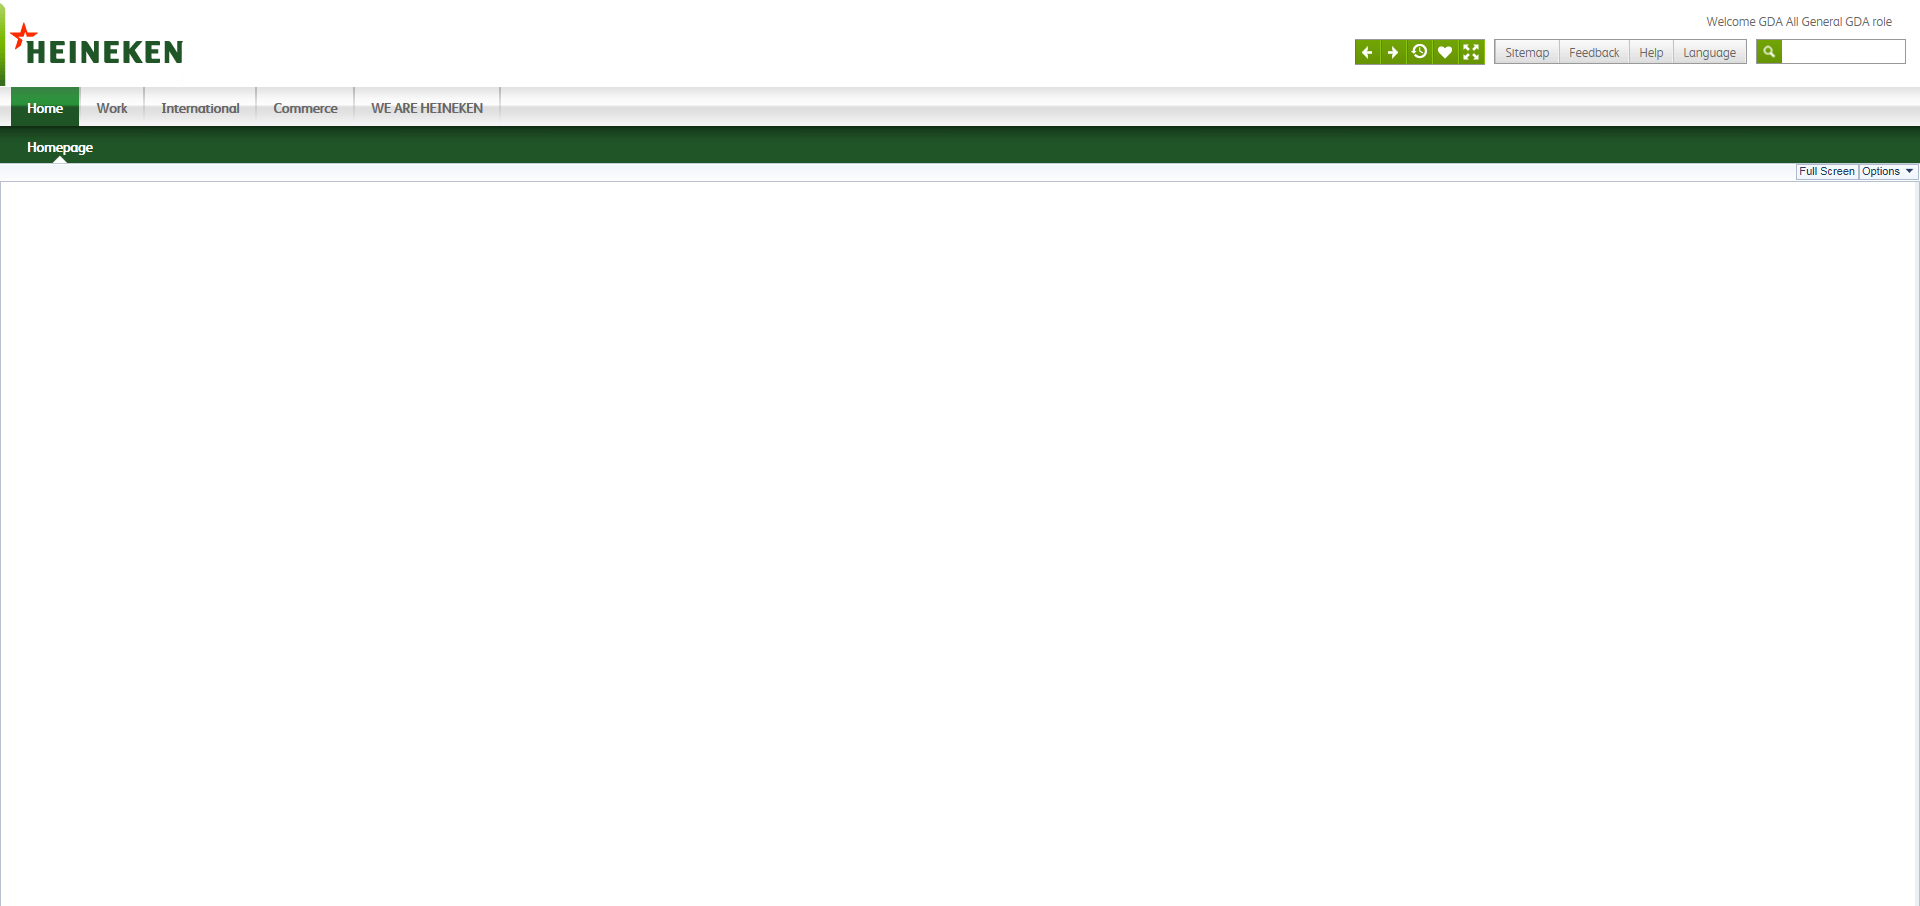 Welcome GDA All General GDA role
HEINEKEN
Sitemap Feedback Help Language
Home Work International Commerce WE ARE HEINEKEN
Homepage
Full Screen Options